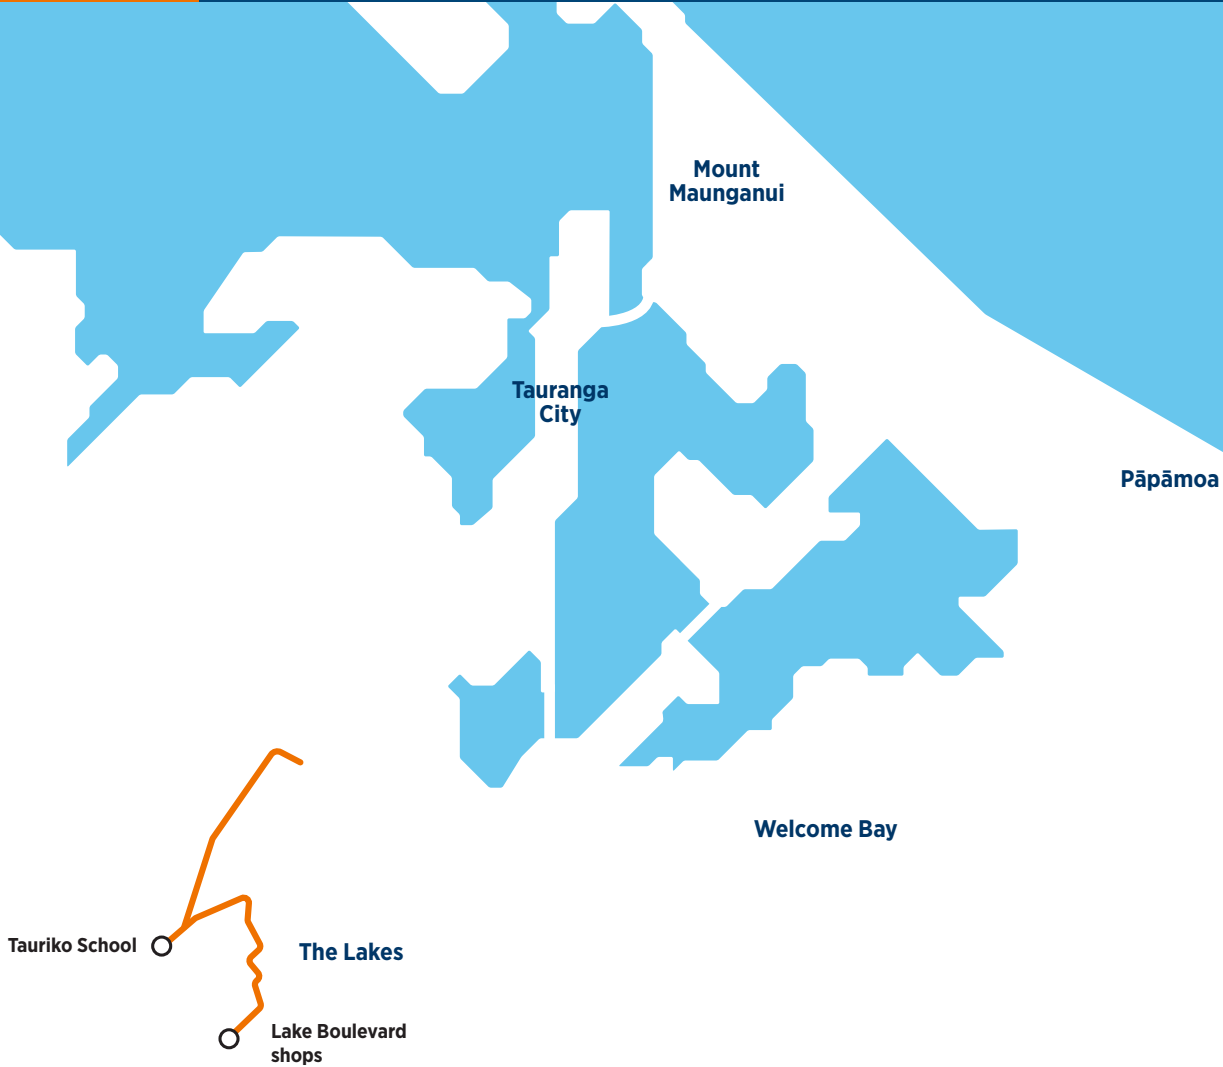 Mount
Maunganui
Tauranga
City
Pāpāmoa
Welcome Bay
Tauriko School
The Lakes
Lake Boulevard
shops